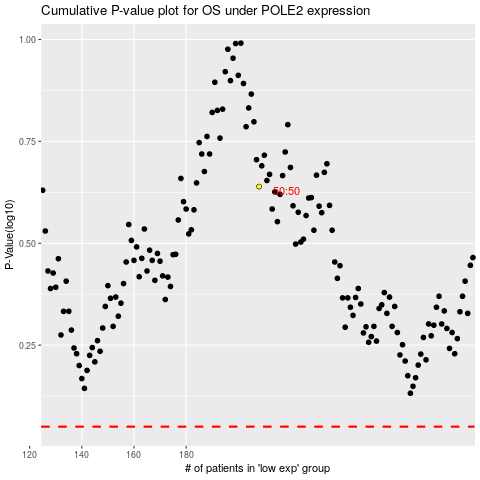 Cumulative P-value plot for OS under POLE2 expression
1.00
0.75
P-Value(log10)
50:50
0.50
0.25
120 140 160 180
# of patients in 'low exp' group